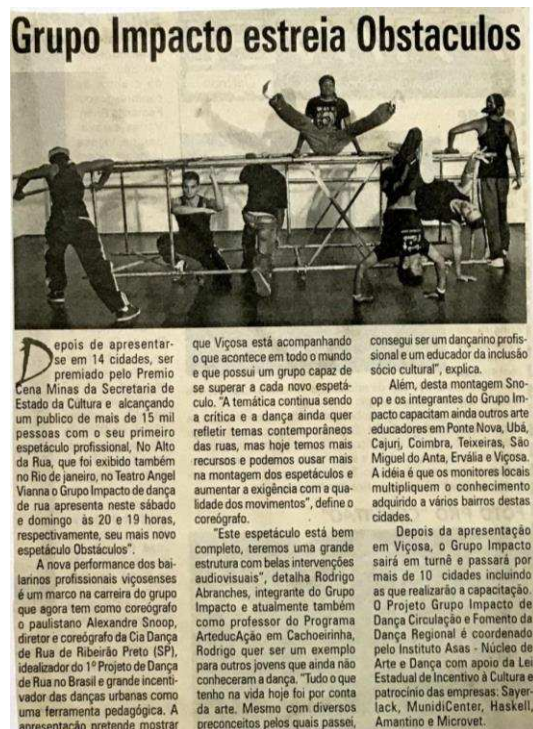 Grupo Impacto estreia Obstaculos
Depois de apresentar-
se em 14 cidades, ser
premiado pelo Premio
Cena Minas da Secretaria de
Estado da Cultura e alcançando
um publico de mais de 15 mil
pessoas com o seu primeiro
espetáculo profissional, No Alto
da Rua, que foi exibido também
no Rio de janeiro, no Teatro Angel
Vianna o Grupo Impacto de dança
de rua apresenta neste sábado
e domingo às 20 e 19 horas,
respectivamente, seu mais novo
espetáculo Obstáculos".
A nova performance dos bai-
larinos profissionais viçosenses
é um marco na carreira do grupo
que agora tem como coreógrafo
o paulistano Alexandre Snoop,
diretor e coreógrafo da Cia Dança
de Rua de Ribeirão Preto (SP),
idealizador do 1º Projeto de Dança
de Rua no Brasil e grande incenti-
vador das danças urbanas como
uma ferramenta pedagógica. A
apresentação pretende mostrar
que Viçosa está acompanhando
o que acontece em todo o mundo
e que possui um grupo capaz de
se superar a cada novo espetá-
culo. "A temática continua sendo
a crítica e a dança ainda quer
refletir temas contemporâneos
das ruas, mas hoje temos mais
recursos e podemos ousar mais
na montagem dos espetáculos e
aumentar a exigência com a qua-
lidade dos movimentos", define o
coreógrafo.
"Este espetáculo está bem
completo, teremos uma grande
estrutura com belas intervenções
audiovisuais", detalha Rodrigo
Abranches, integrante do Grupo
Impacto e atualmente também
como professor do Programa
ArteducAção em Cachoeirinha,
Rodrigo quer ser um exemplo
para outros jovens que ainda não
conheceram a dança. "Tudo o que
tenho na vida hoje foi por conta
da arte. Mesmo com diversos
preconceitos pelos quais passei,
consegui ser um dançarino profis-
sional e um educador da inclusão
sócio cultural", explica.
Além, desta montagem Sno-
op e os integrantes do Grupo Im-
pacto capacitam ainda outros arte
educadores em Ponte Nova, Ubá,
Cajuri, Coimbra, Teixeiras, São
Miguel do Anta, Ervália e Viçosa.
A idéia é que os monitores locais
multipliquem o conhecimento
adquirido a vários bairros destas
cidades.
Depois da apresentação
em Viçosa, o Grupo Impacto
sairá em turnê e passará por
mais de 10 cidades incluindo
as que realizarão a capacitação.
O Projeto Grupo Impacto de
Dança Circulação e Fomento da
Dança Regional é coordenado
pelo Instituto Asas - Núcleo de
Arte e Dança com apoio da Lei
Estadual de Incentivo à Cultura e
patrocínio das empresas: Sayer-
lack, MunidiCenter, Haskell,
Amantino e Microvet.